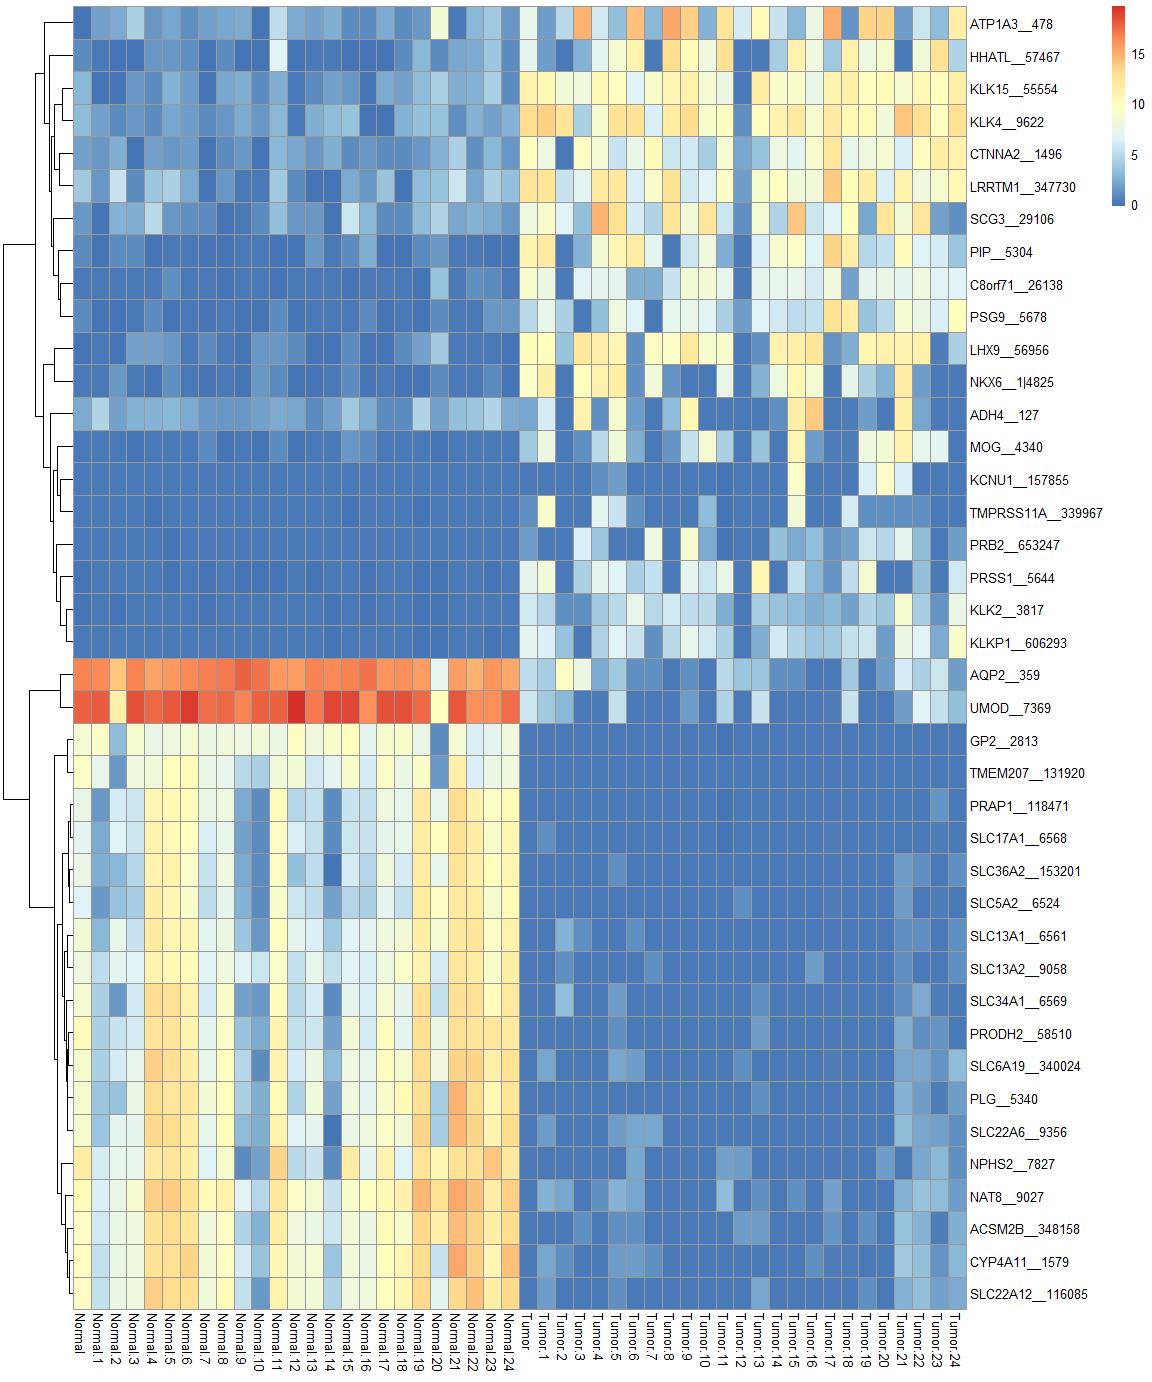 ATP1A3__478
HHATL__57467
KLK15__55554
KLK4__9622
CTNNA2__1496
LRRTM1__347730
SCG3__29106
PIP__5304
C8orf71__26138
PSG9__5678
LHX9__56956
NKX6__1|4825
ADH4__127
MOG__4340
KCNU1__157855
TMPRSS11A__339967
PRB2__653247
PRSS1__5644
KLK2__3817
KLKP1__606293
AQP2__359
UMOD__7369
GP2__2813
TMEM207__131920
PRAP1__118471
SLC17A1__6568
SLC36A2__153201
SLC5A2__6524
SLC13A1__6561
SLC13A2__9058
SLC34A1__6569
PRODH2__58510
SLC6A19__340024
PLG__5340
SLC22A6__9356
NPHS2__7827
NAT8__9027
ACSM2B__348158
CYP4A11__1579
SLC22A12__116085
15
10
5
0
Normal
Normal.1
Normal.2
Normal.3
Normal.4
Normal.5
Normal.6
Normal.7
Normal.8
Normal.9
Normal.10
Normal.11
Normal.12
Normal.13
Normal.14
Normal.15
Normal.16
Normal.17
Normal.18
Normal.19
Normal.20
Normal.21
Normal.22
Normal.23
Normal.24
Tumor
Tumor.1
Tumor.2
Tumor.3
Tumor.4
Tumor.5
Tumor.6
Tumor.7
Tumor.8
Tumor.9
Tumor.10
Tumor.11
Tumor.12
Tumor.13
Tumor.14
Tumor.15
Tumor.16
Tumor.17
Tumor.18
Tumor.19
Tumor.20
Tumor.21
Tumor.22
Tumor.23
Tumor.24